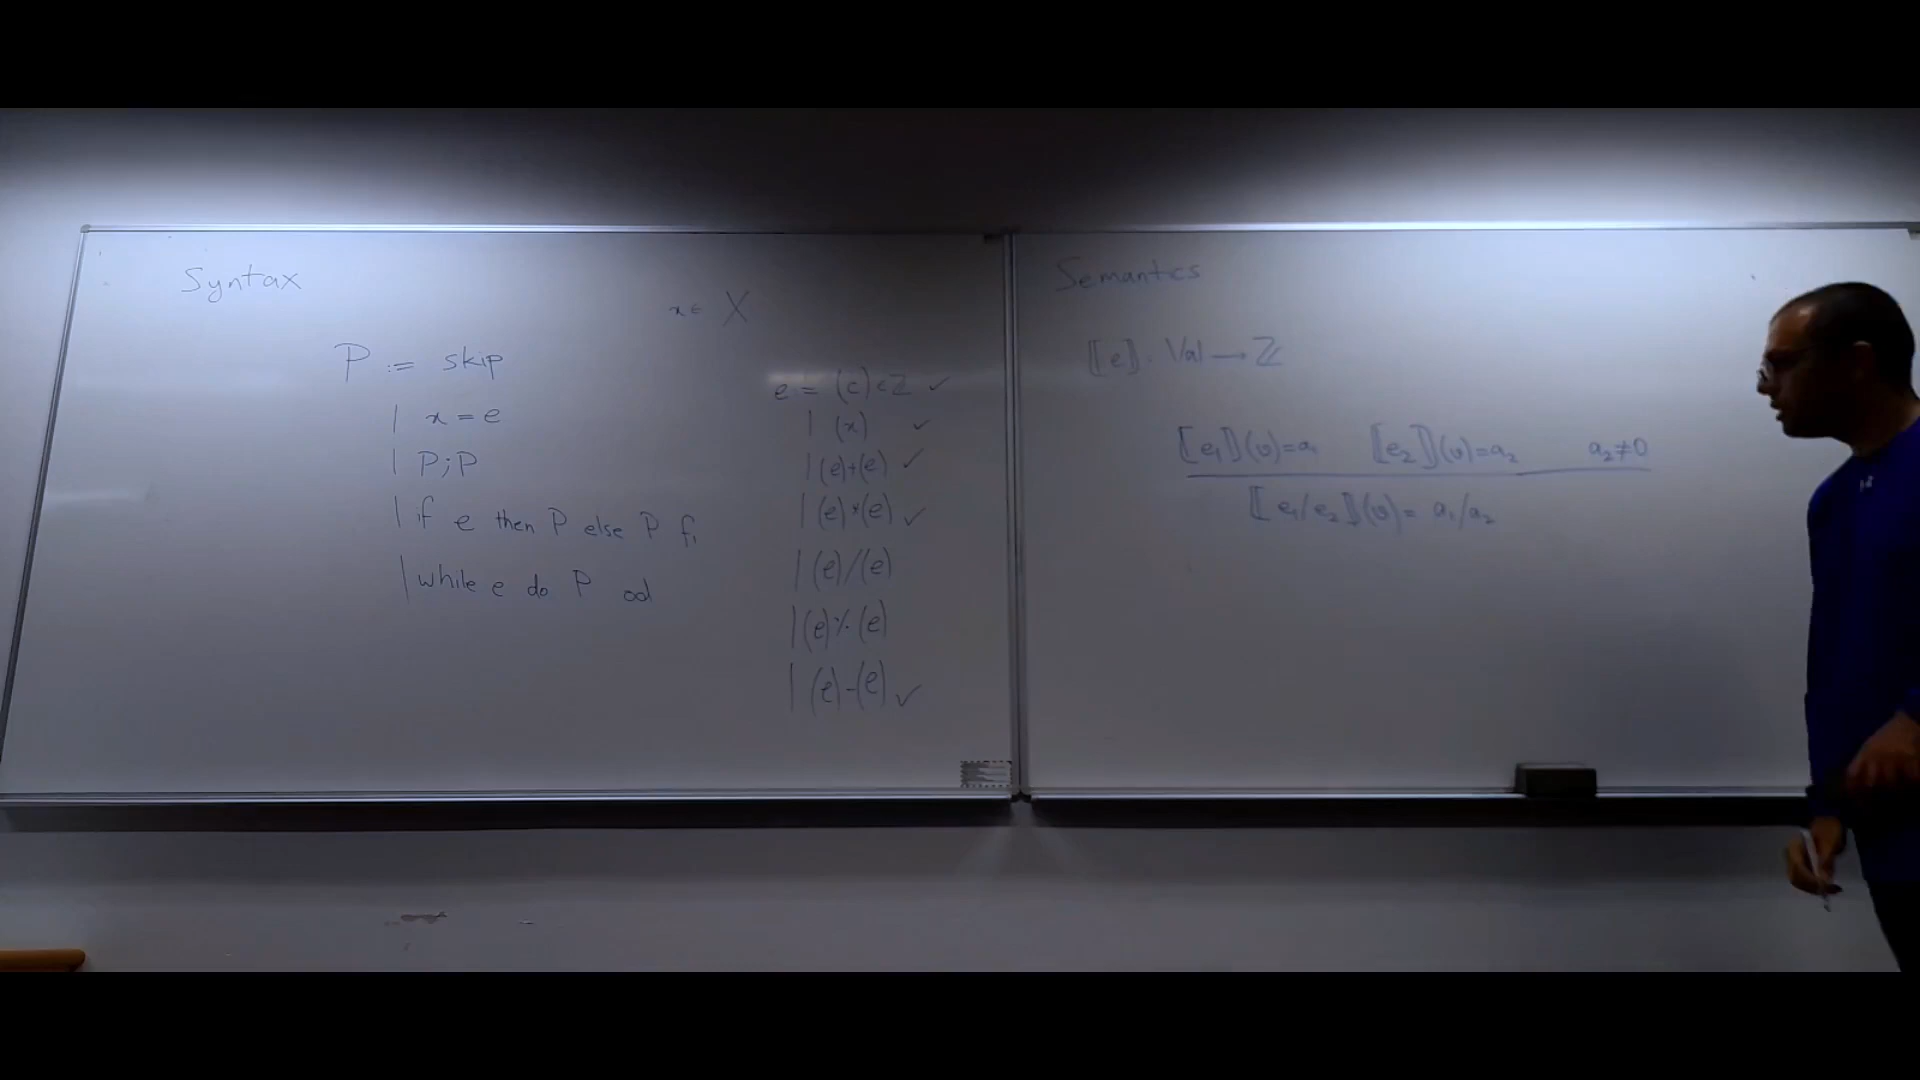 Syntax
x ∈ X
P := skip
| x = e
| P;P
| if e then P else P fi
| while e do P od
e = (c) ∈ Z ✓
| (x) ✓
| (e)+(e) ✓
| (e)*(e) ✓
| (e)/(e)
| (e)%(e)
| (e)-(e) ✓
Semantics
⟦e⟧: Val → Z
⟦e₁⟧(v)=a₁ ⟦e₂⟧(v)=a₂ a₂≠0
⟦e₁/e₂⟧(v)= a₁/a₂